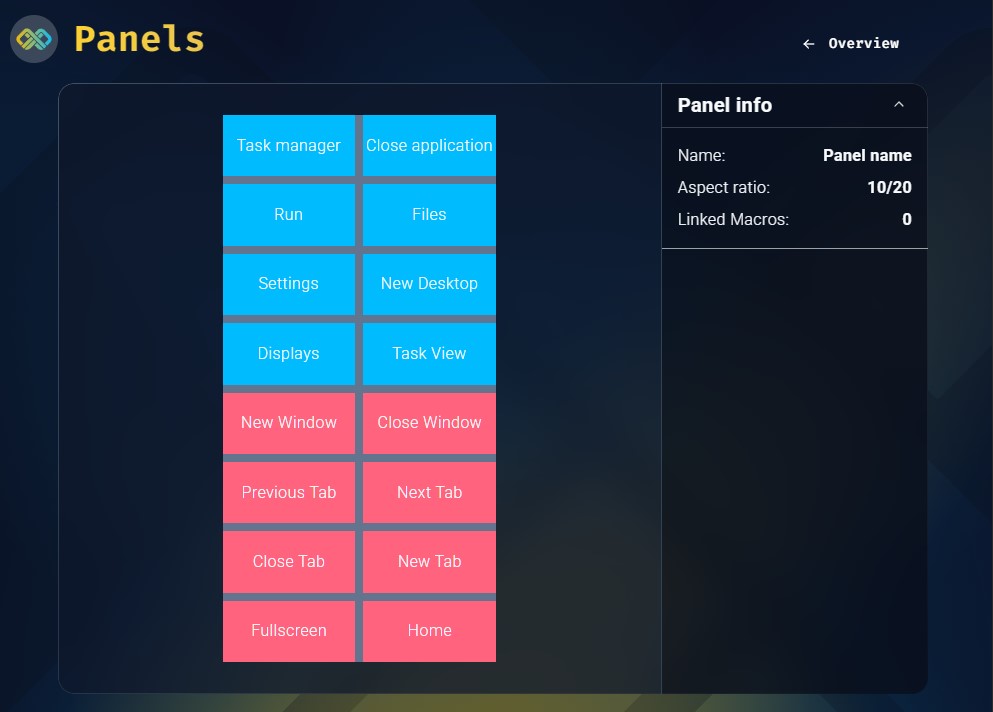 Panels
← Overview
Task manager
Close application
Run
Files
Settings
New Desktop
Displays
Task View
New Window
Close Window
Previous Tab
Next Tab
Close Tab
New Tab
Fullscreen
Home
Panel info
Name: Panel name
Aspect ratio: 10/20
Linked Macros: 0